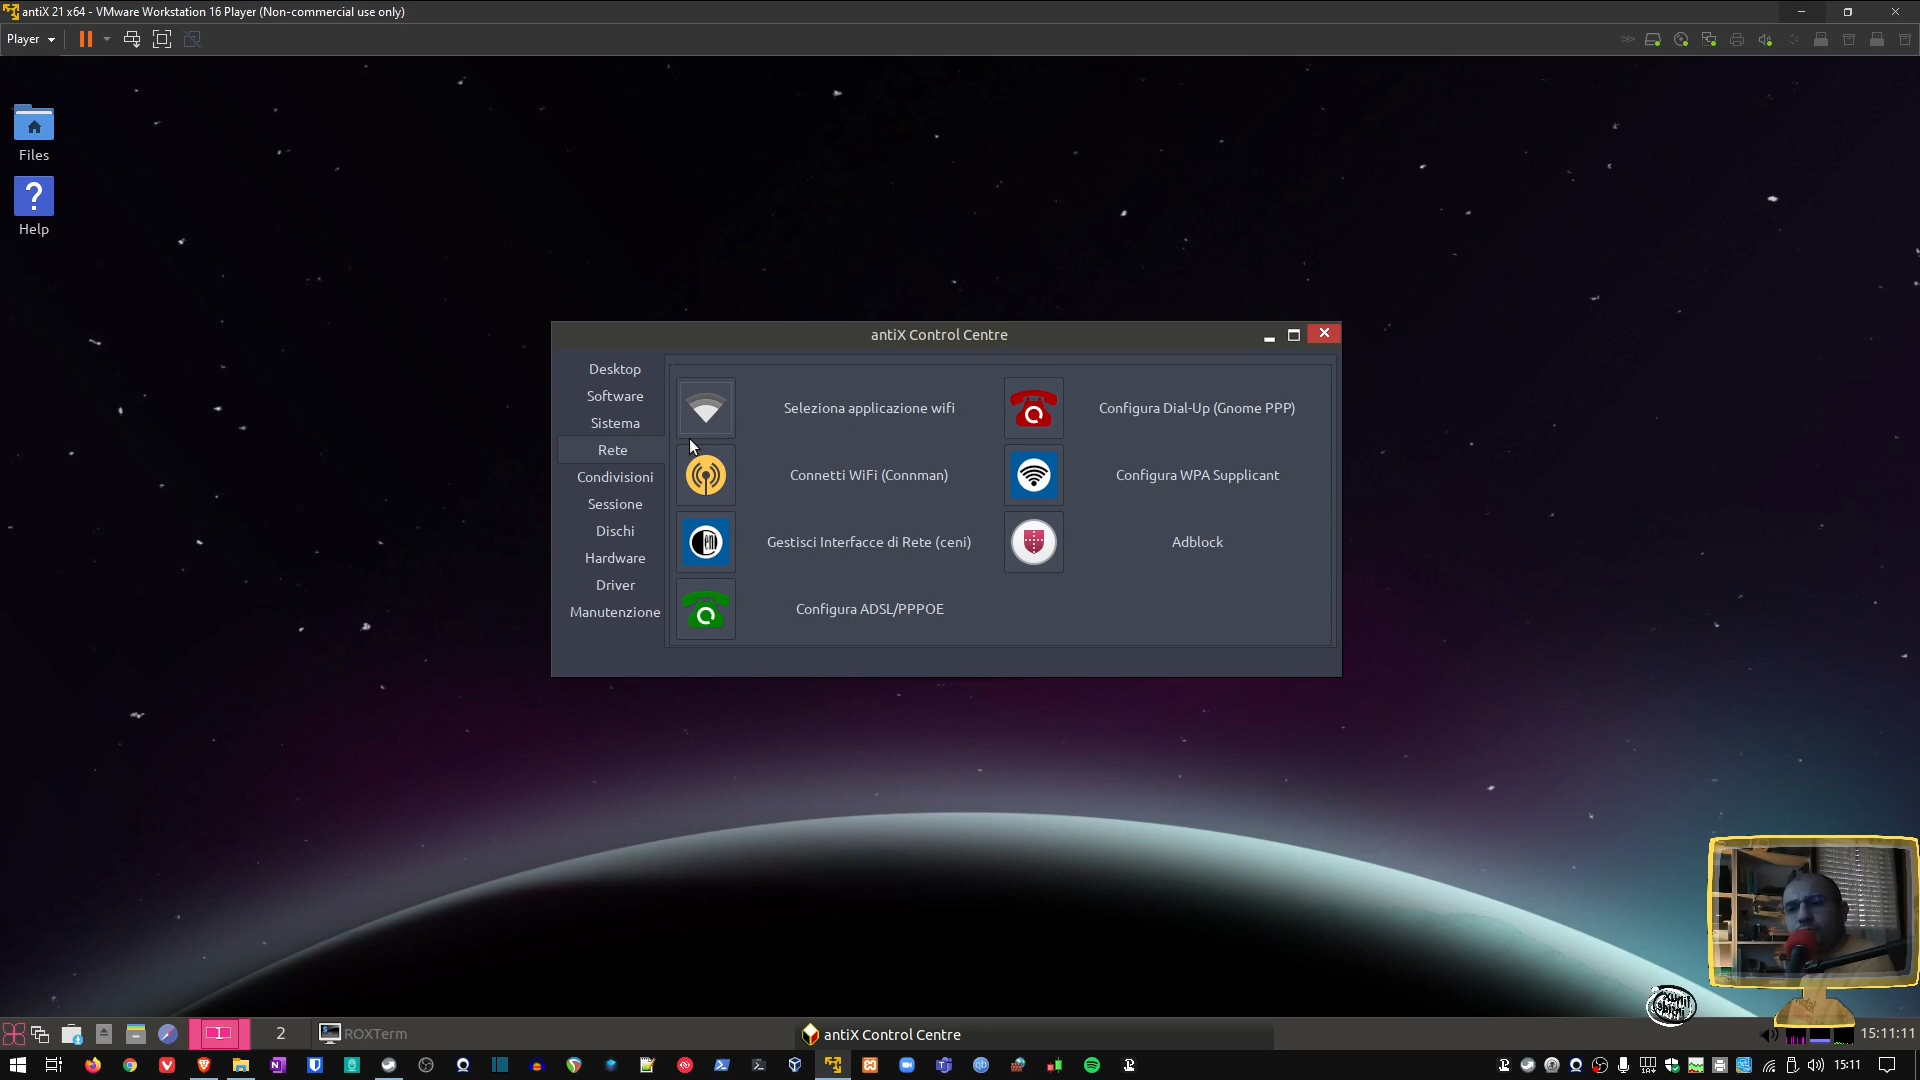 antiX 21 x64 - VMware Workstation 16 Player (Non-commercial use only)
Player
Files
Help
antiX Control Centre
Desktop
Software
Sistema
Rete
Condivisioni
Sessione
Dischi
Hardware
Driver
Manutenzione
Seleziona applicazione wifi
Configura Dial-Up (Gnome PPP)
Connetti WiFi (Connman)
Configura WPA Supplicant
Gestisci Interfacce di Rete (ceni)
Adblock
Configura ADSL/PPPOE
1
2
ROXTerm
antiX Control Centre
15:11:11
15:11